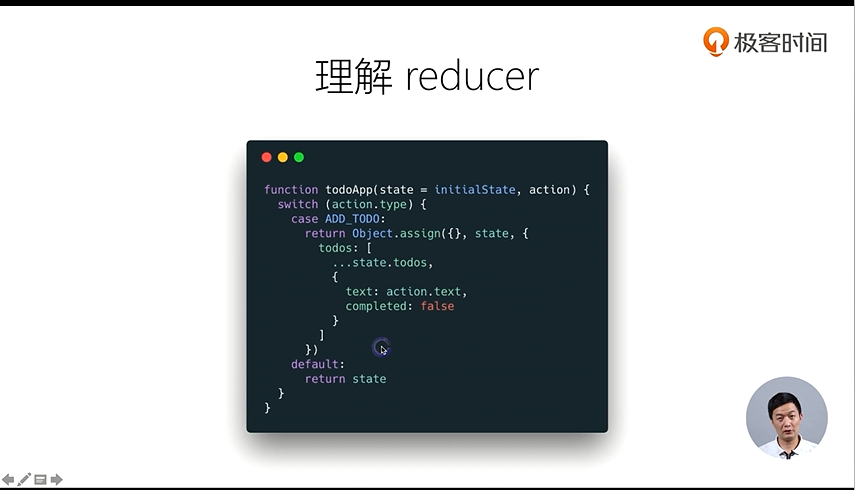 极客时间
理解 reducer
function todoApp(state = initialState, action) {
  switch (action.type) {
    case ADD_TODO:
      return Object.assign({}, state, {
        todos: [
          ...state.todos,
          {
            text: action.text,
            completed: false
          }
        ]
      })
    default:
      return state
  }
}